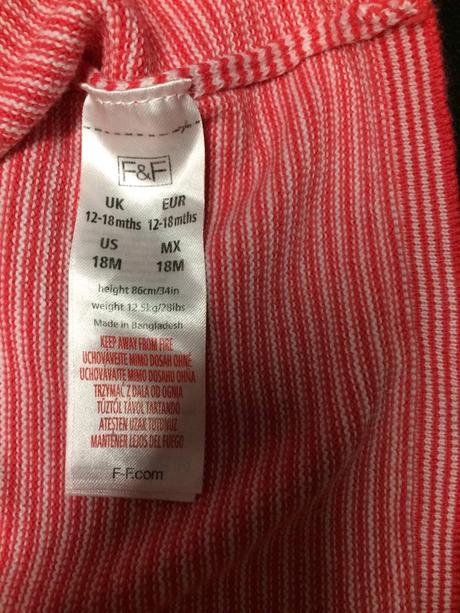 F&F
UK EUR
12-18mths 12-18mths
US MX
18M 18M
height 86cm/34in
weight 12.5kg/28lbs
Made in Bangladesh
KEEP AWAY FROM FIRE
UCHOVÁVEJTE MIMO DOSAH OHNĚ
UCHOVÁVAJTE MIMO DOSAHU OHŇA
TRZYMAĆ Z DALA OD OGNIA
TŰZTŐL TÁVOL TARTANDÓ
ATEŞTEN UZAK TUTUNUZ
MANTENER LEJOS DEL FUEGO
F-F.com